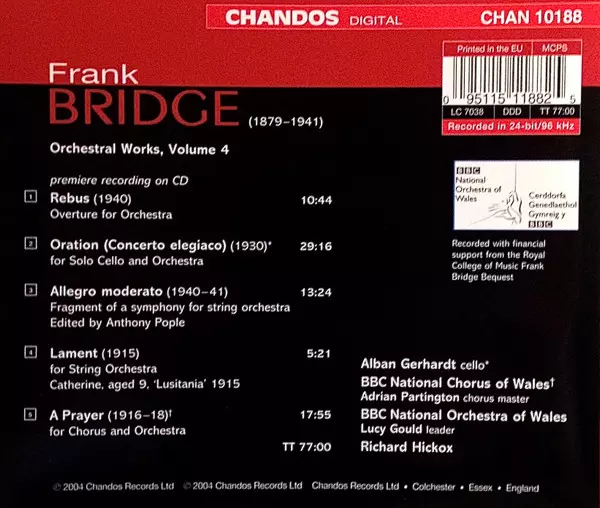 CHANDOS DIGITAL CHAN 10188
Printed in the EU MCPS
0 95115 11882 5
LC 7038 DDD TT 77:00
Recorded in 24-bit/96 kHz
Frank
BRIDGE (1879–1941)
Orchestral Works, Volume 4
premiere recording on CD
1 Rebus (1940) 10:44
Overture for Orchestra
2 Oration (Concerto elegiaco) (1930)* 29:16
for Solo Cello and Orchestra
3 Allegro moderato (1940–41) 13:24
Fragment of a symphony for string orchestra
Edited by Anthony Pople
4 Lament (1915) 5:21
for String Orchestra
Catherine, aged 9, 'Lusitania' 1915
5 A Prayer (1916–18)† 17:55
for Chorus and Orchestra
TT 77:00
BBC
National
Orchestra of
Wales
Cerddorfa
Genedlaethol
Gymreig y
BBC
Recorded with financial
support from the Royal
College of Music Frank
Bridge Bequest
Alban Gerhardt cello*
BBC National Chorus of Wales†
Adrian Partington chorus master
BBC National Orchestra of Wales
Lucy Gould leader
Richard Hickox
℗ 2004 Chandos Records Ltd © 2004 Chandos Records Ltd Chandos Records Ltd • Colchester • Essex • England